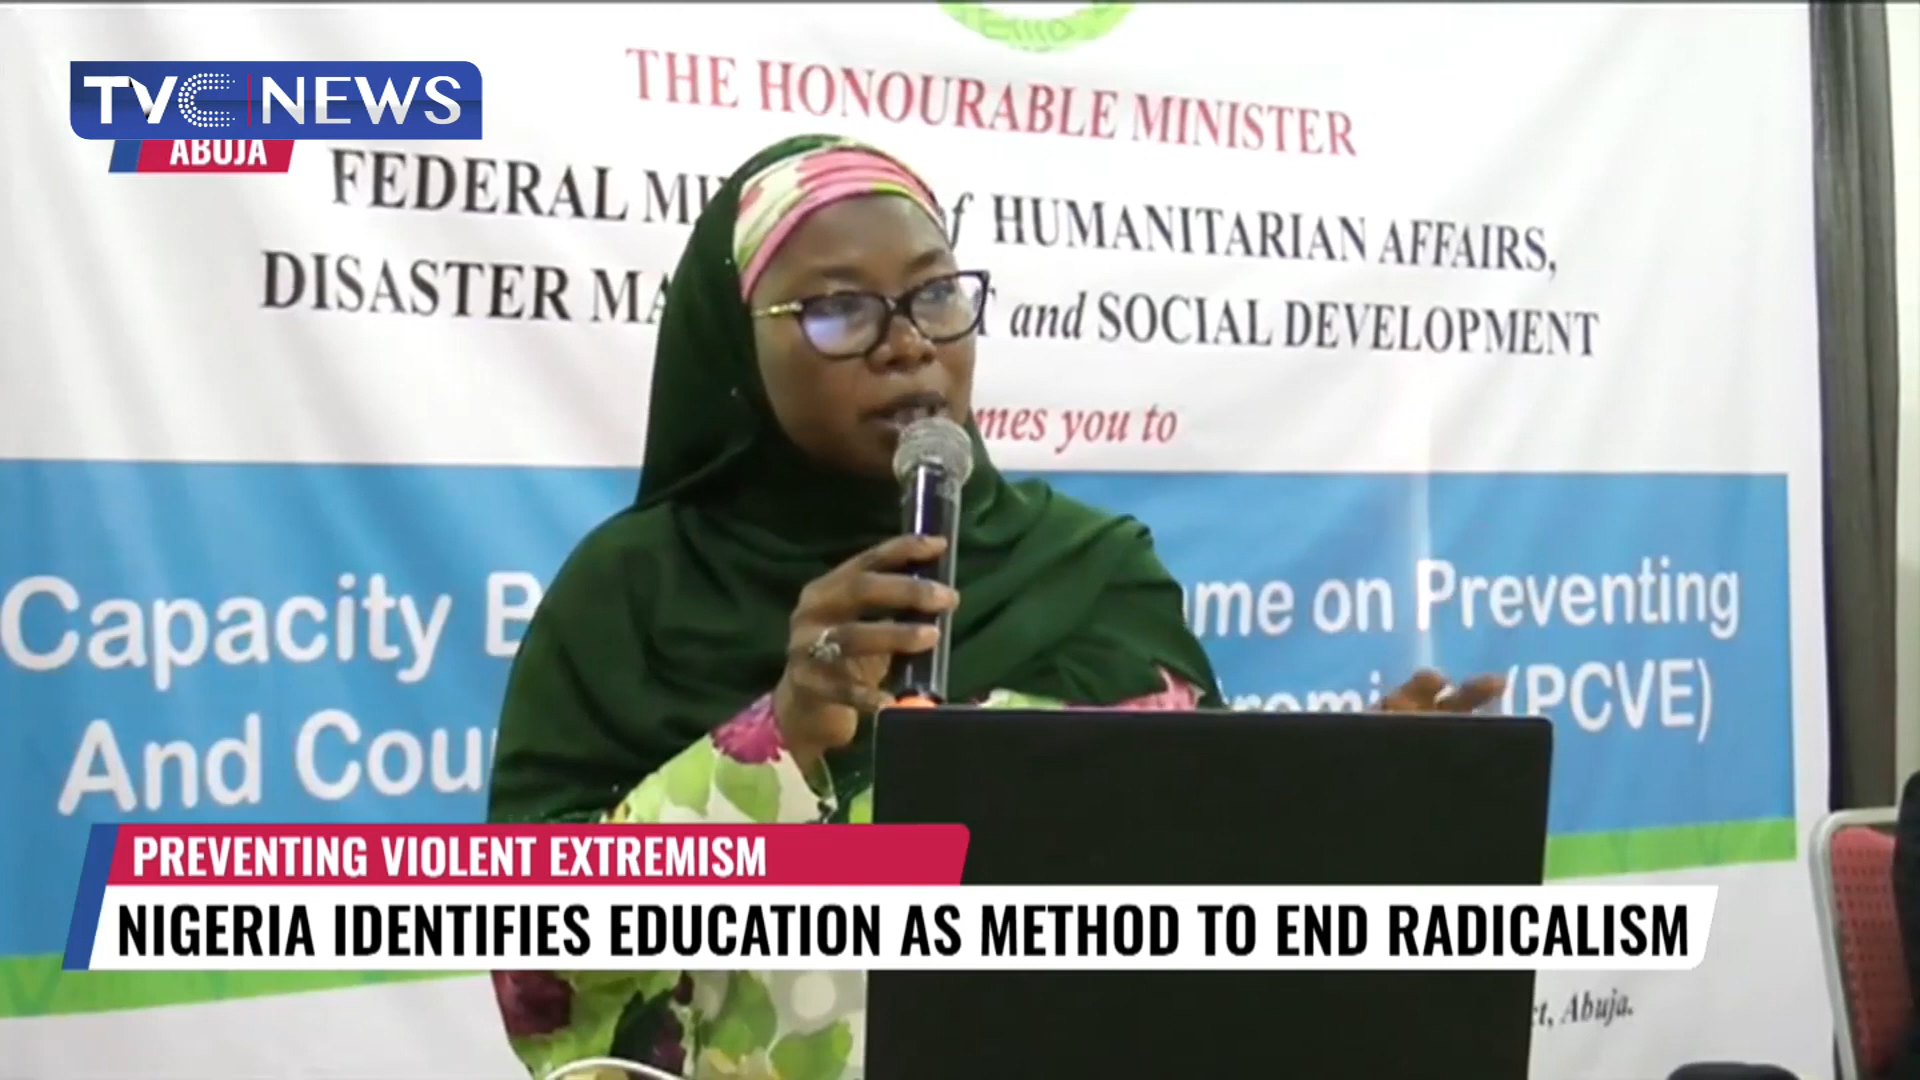 TVC NEWS
ABUJA
THE HONOURABLE MINISTER
FEDERAL of HUMANITARIAN AFFAIRS,
DISASTER and SOCIAL DEVELOPMENT
you to
Capacity on Preventing
And (PCVE)
PREVENTING VIOLENT EXTREMISM
NIGERIA IDENTIFIES EDUCATION AS METHOD TO END RADICALISM
Abuja.